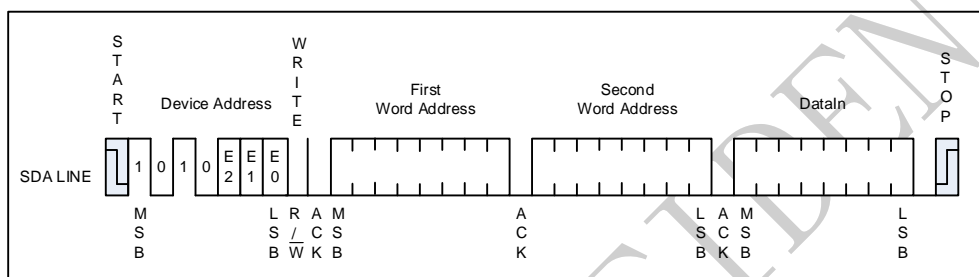 START
WRITE
STOP
Device Address
First
Word Address
Second
Word Address
DataIn
SDA LINE
1 0 1 0 E2 E1 E0
MSB
LSB
R/W
ACK
MSB
ACK
LSB
ACK
MSB
LSB